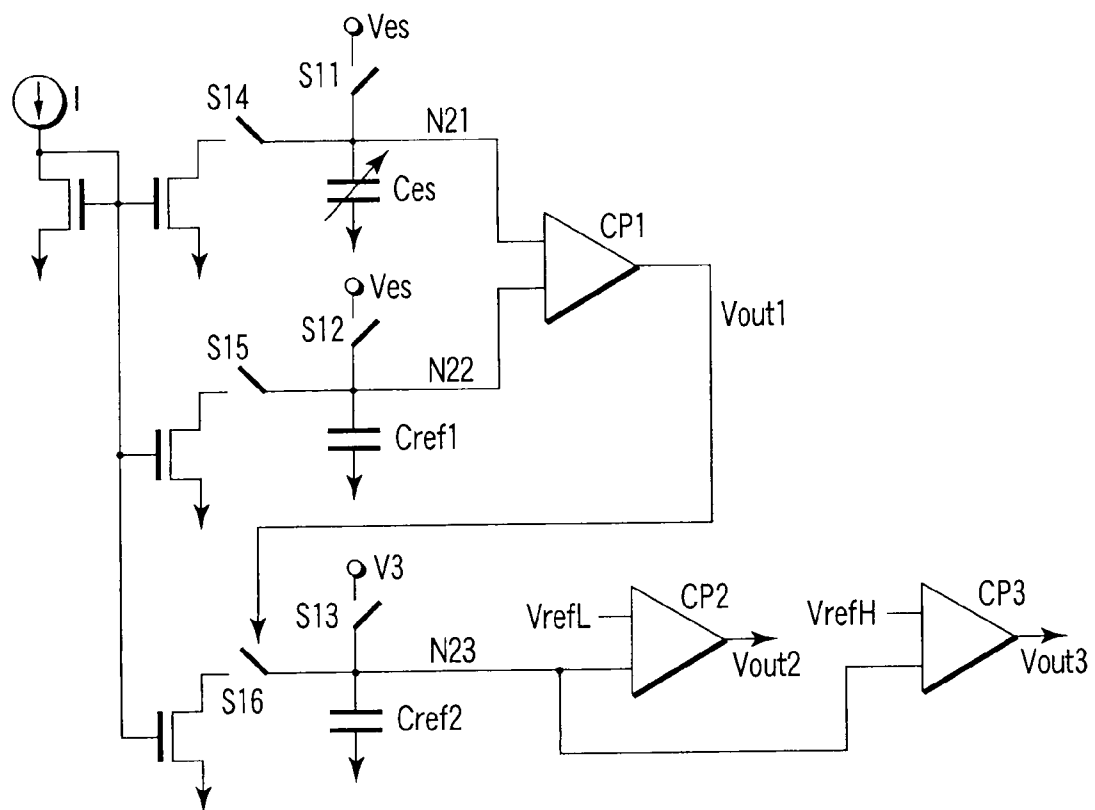 Ves
S11
I
S14
N21
Ces
CP1
Ves
S12
Vout1
S15
N22
Cref1
V3
S13
VrefL
CP2
VrefH
CP3
N23
Vout2
Vout3
S16
Cref2